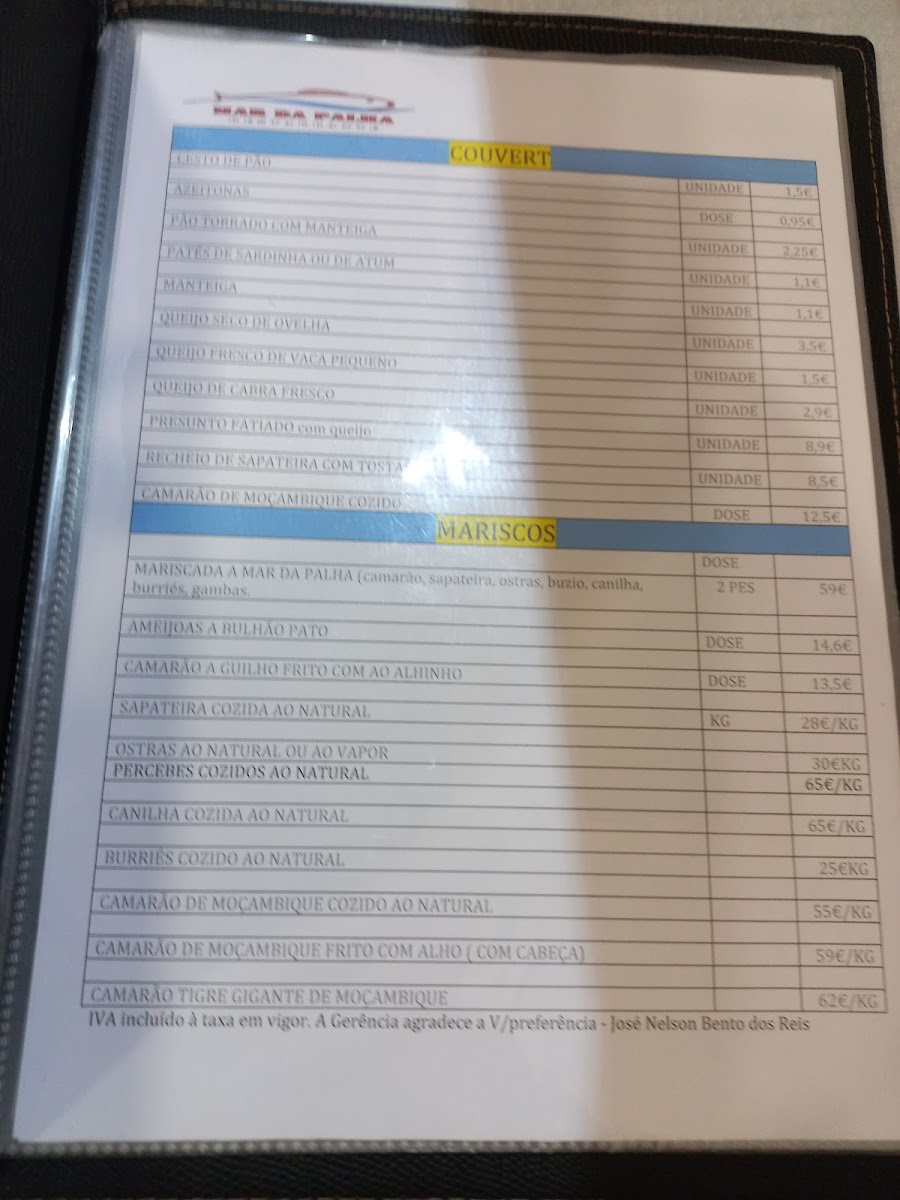 MAR DA PALHA
COUVERT
CESTO DE PÃO UNIDADE 1,5€
AZEITONAS DOSE 0,95€
PÃO TORRADO COM MANTEIGA UNIDADE 2,25€
PATÉS DE SARDINHA OU DE ATUM UNIDADE 1,1€
MANTEIGA UNIDADE 1,1€
QUEIJO SECO DE OVELHA UNIDADE 3,5€
QUEIJO FRESCO DE VACA PEQUENO UNIDADE 1,5€
QUEIJO DE CABRA FRESCO UNIDADE 2,9€
PRESUNTO FATIADO com queijo UNIDADE 8,9€
RECHEIO DE SAPATEIRA COM TOSTA UNIDADE 8,5€
CAMARÃO DE MOÇAMBIQUE COZIDO DOSE 12,5€
MARISCOS
MARISCADA A MAR DA PALHA (camarão, sapateira, ostras, buzio, canilha, DOSE
burriés, gambas. 2 PES 59€
AMEIJOAS A BULHÃO PATO DOSE 14,6€
CAMARÃO A GUILHO FRITO COM AO ALHINHO DOSE 13,5€
SAPATEIRA COZIDA AO NATURAL KG 28€/KG
OSTRAS AO NATURAL OU AO VAPOR 30€KG
PERCEBES COZIDOS AO NATURAL 65€/KG
CANILHA COZIDA AO NATURAL 65€/KG
BURRIÉS COZIDO AO NATURAL 25€KG
CAMARÃO DE MOÇAMBIQUE COZIDO AO NATURAL 55€/KG
CAMARÃO DE MOÇAMBIQUE FRITO COM ALHO ( COM CABEÇA) 59€/KG
CAMARÃO TIGRE GIGANTE DE MOÇAMBIQUE 62€/KG
IVA incluído à taxa em vigor. A Gerência agradece a V/preferência - José Nelson Bento dos Reis